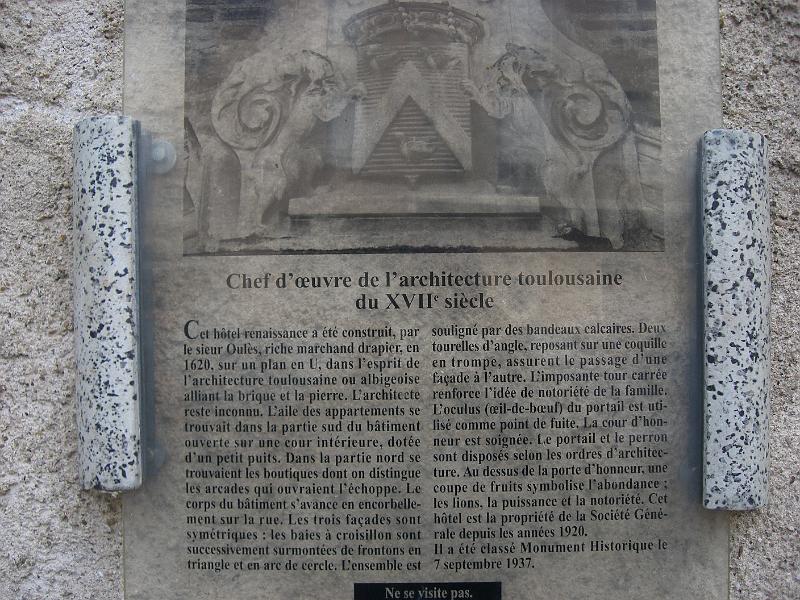 Chef d'œuvre de l'architecture toulousaine
du XVIIe siècle
Cet hôtel renaissance a été construit, par
le sieur Oulès, riche marchand drapier, en
1620, sur un plan en U, dans l'esprit de
l'architecture toulousaine ou albigeoise
alliant la brique et la pierre. L'architecte
reste inconnu. L'aile des appartements se
trouvait dans la partie sud du bâtiment
ouverte sur une cour intérieure, dotée
d'un petit puits. Dans la partie nord se
trouvaient les boutiques dont on distingue
les arcades qui ouvraient l'échoppe. Le
corps du bâtiment s'avance en encorbelle-
ment sur la rue. Les trois façades sont
symétriques : les baies à croisillon sont
successivement surmontées de frontons en
triangle et en arc de cercle. L'ensemble est
souligné par des bandeaux calcaires. Deux
tourelles d'angle, reposant sur une coquille
en trompe, assurent le passage d'une
façade à l'autre. L'imposante tour carrée
renforce l'idée de notoriété de la famille.
L'oculus (œil-de-bœuf) du portail est uti-
lisé comme point de fuite. La cour d'hon-
neur est soignée. Le portail et le perron
sont disposés selon les ordres d'architec-
ture. Au dessus de la porte d'honneur, une
coupe de fruits symbolise l'abondance ;
les lions, la puissance et la notoriété. Cet
hôtel est la propriété de la Société Géné-
rale depuis les années 1920.
Il a été classé Monument Historique le
7 septembre 1937.
Ne se visite pas.